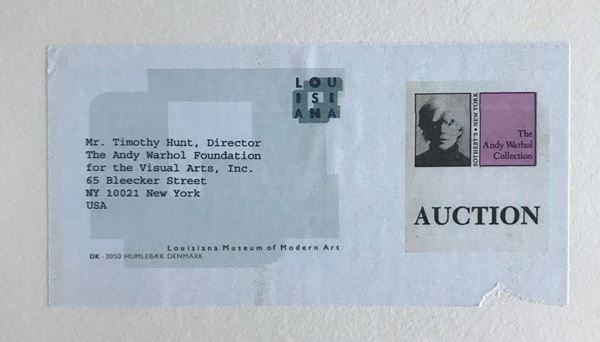 LOU
ISI
ANA
Mr. Timothy Hunt, Director
The Andy Warhol Foundation
for the Visual Arts, Inc.
65 Bleecker Street
NY 10021 New York
USA
Louisiana Museum of Modern Art
DK - 3050 HUMLEBÆK DENMARK
SOTHEBY'S • NEW YORK
The
Andy Warhol
Collection
AUCTION